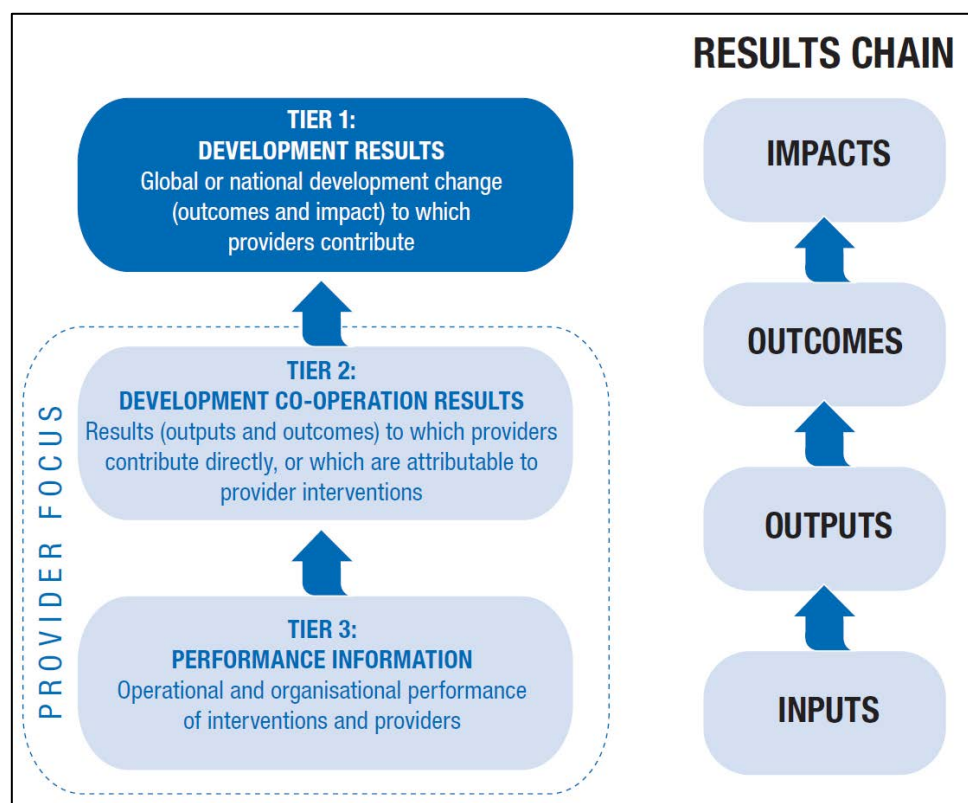 RESULTS CHAIN
TIER 1:
DEVELOPMENT RESULTS
Global or national development change
(outcomes and impact) to which
providers contribute
TIER 2:
DEVELOPMENT CO-OPERATION RESULTS
Results (outputs and outcomes) to which providers
contribute directly, or which are attributable to
provider interventions
TIER 3:
PERFORMANCE INFORMATION
Operational and organisational performance
of interventions and providers
PROVIDER FOCUS
IMPACTS
OUTCOMES
OUTPUTS
INPUTS